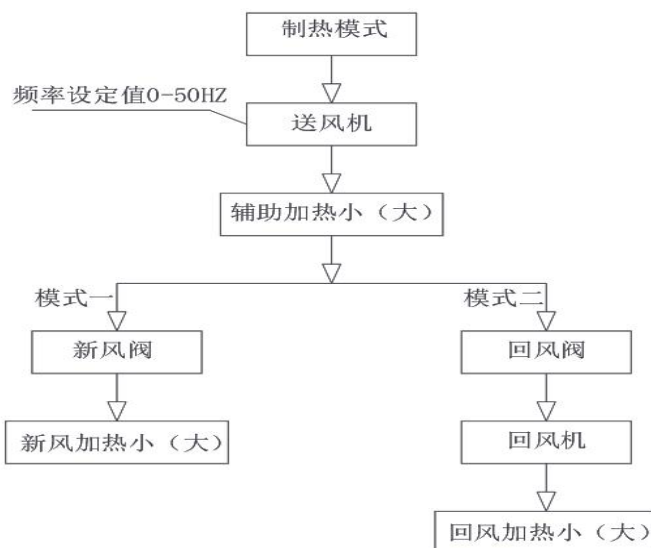 制热模式
频率设定值0-50HZ
送风机
辅助加热小（大）
模式一
模式二
新风阀
回风阀
新风加热小（大）
回风机
回风加热小（大）